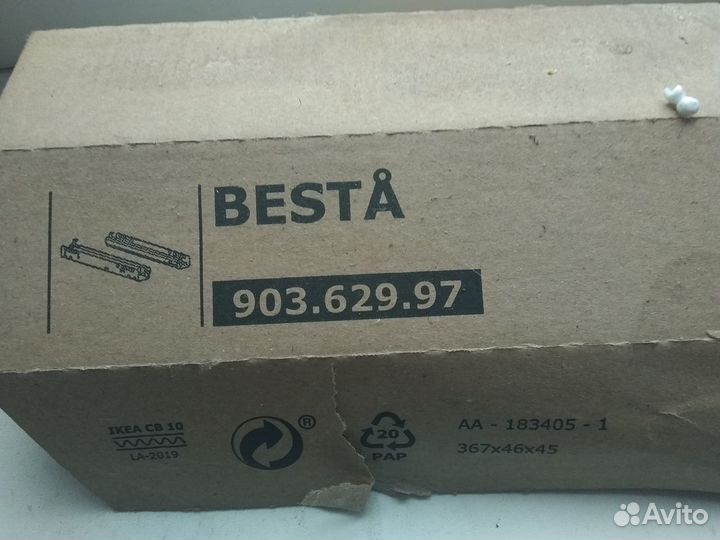 BESTÅ
903.629.97
IKEA CB 10
LA-2019
®
20
PAP
AA - 183405 - 1
367x46x45
Avito